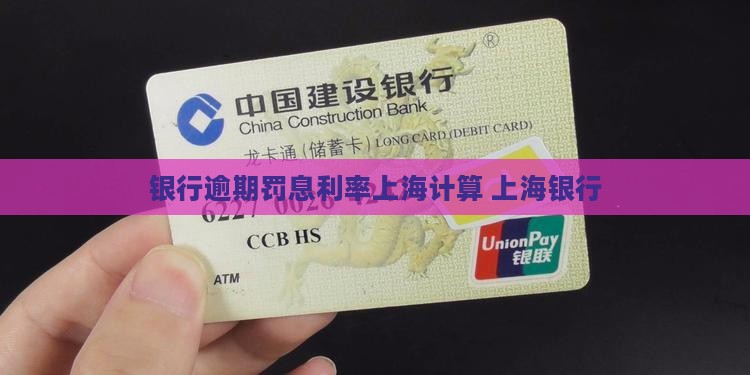 ®
中国建设银行
China Construction Bank
龙卡通(储蓄卡) LONG CARD (DEBIT CARD)
银行逾期罚息利率上海计算 上海银行
6227 0026
CCB HS
UnionPay
银联
ATM